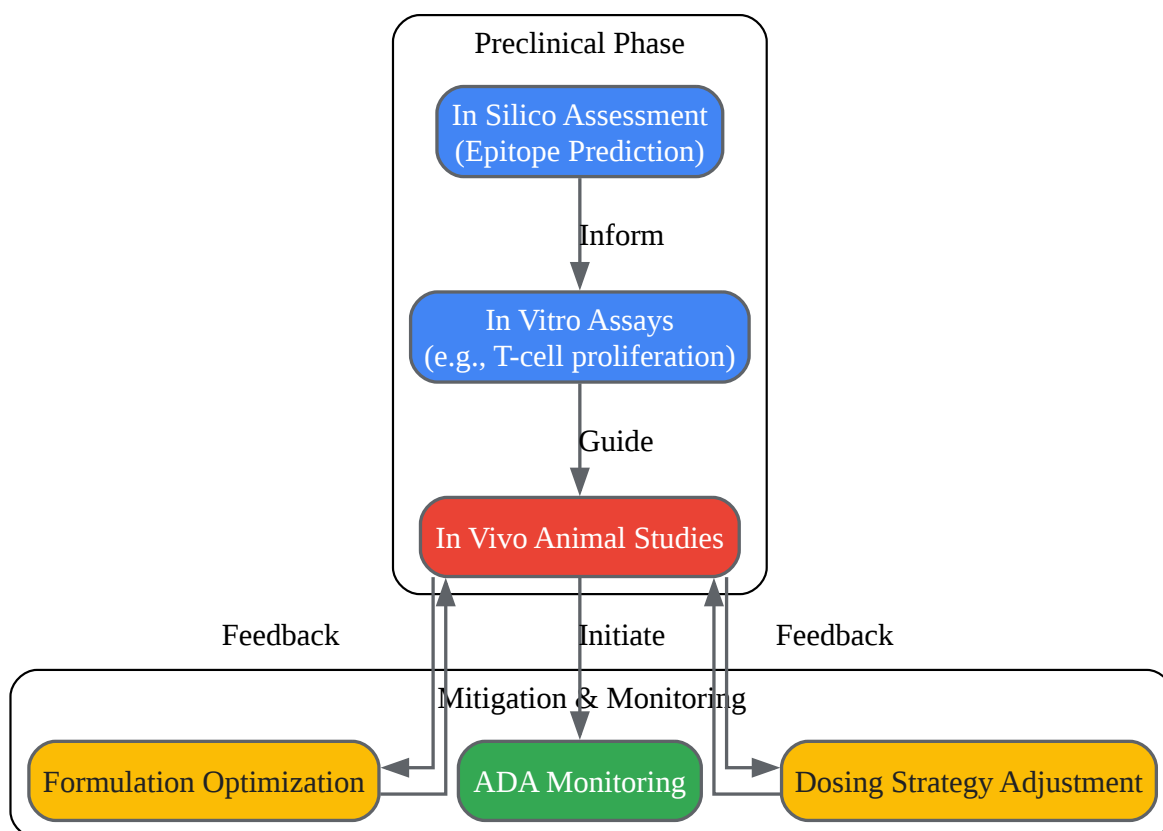 Preclinical Phase
In Silico Assessment
(Epitope Prediction)
Inform
In Vitro Assays
(e.g., T-cell proliferation)
Guide
In Vivo Animal Studies
Feedback
Initiate
Feedback
Mitigation & Monitoring
Formulation Optimization
ADA Monitoring
Dosing Strategy Adjustment